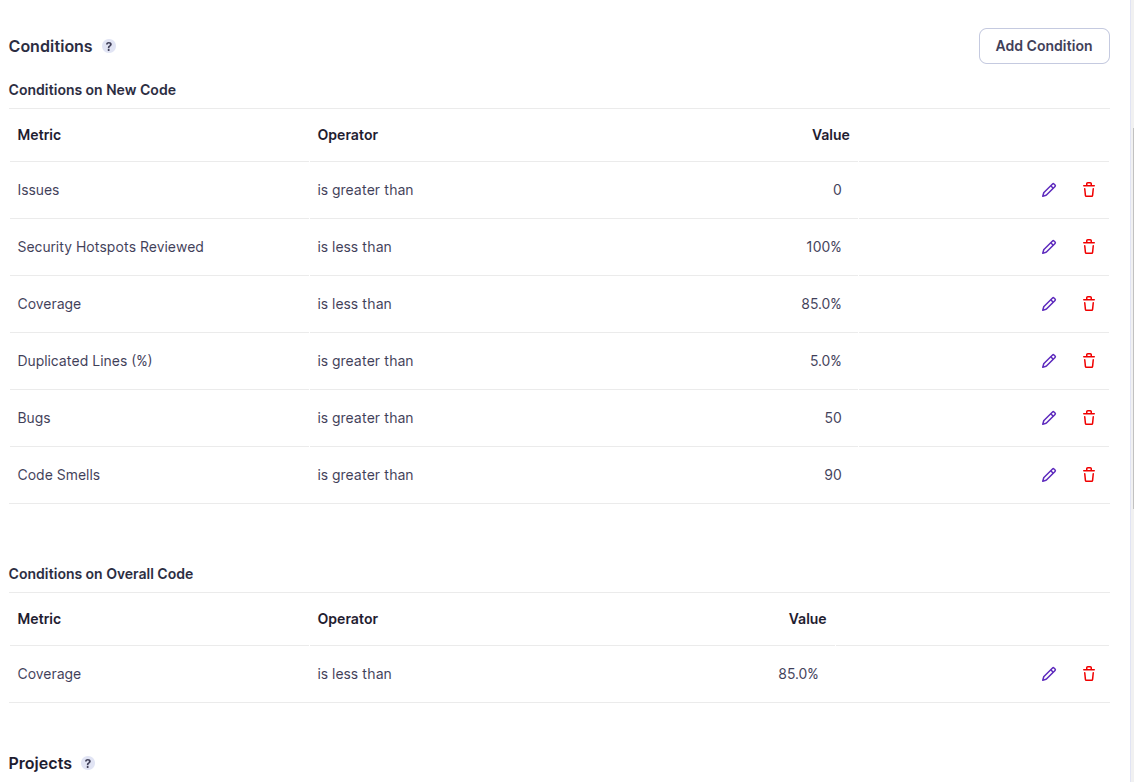 Conditions ?
Add Condition
Conditions on New Code
Metric Operator Value
Issues is greater than 0
Security Hotspots Reviewed is less than 100%
Coverage is less than 85.0%
Duplicated Lines (%) is greater than 5.0%
Bugs is greater than 50
Code Smells is greater than 90
Conditions on Overall Code
Metric Operator Value
Coverage is less than 85.0%
Projects ?